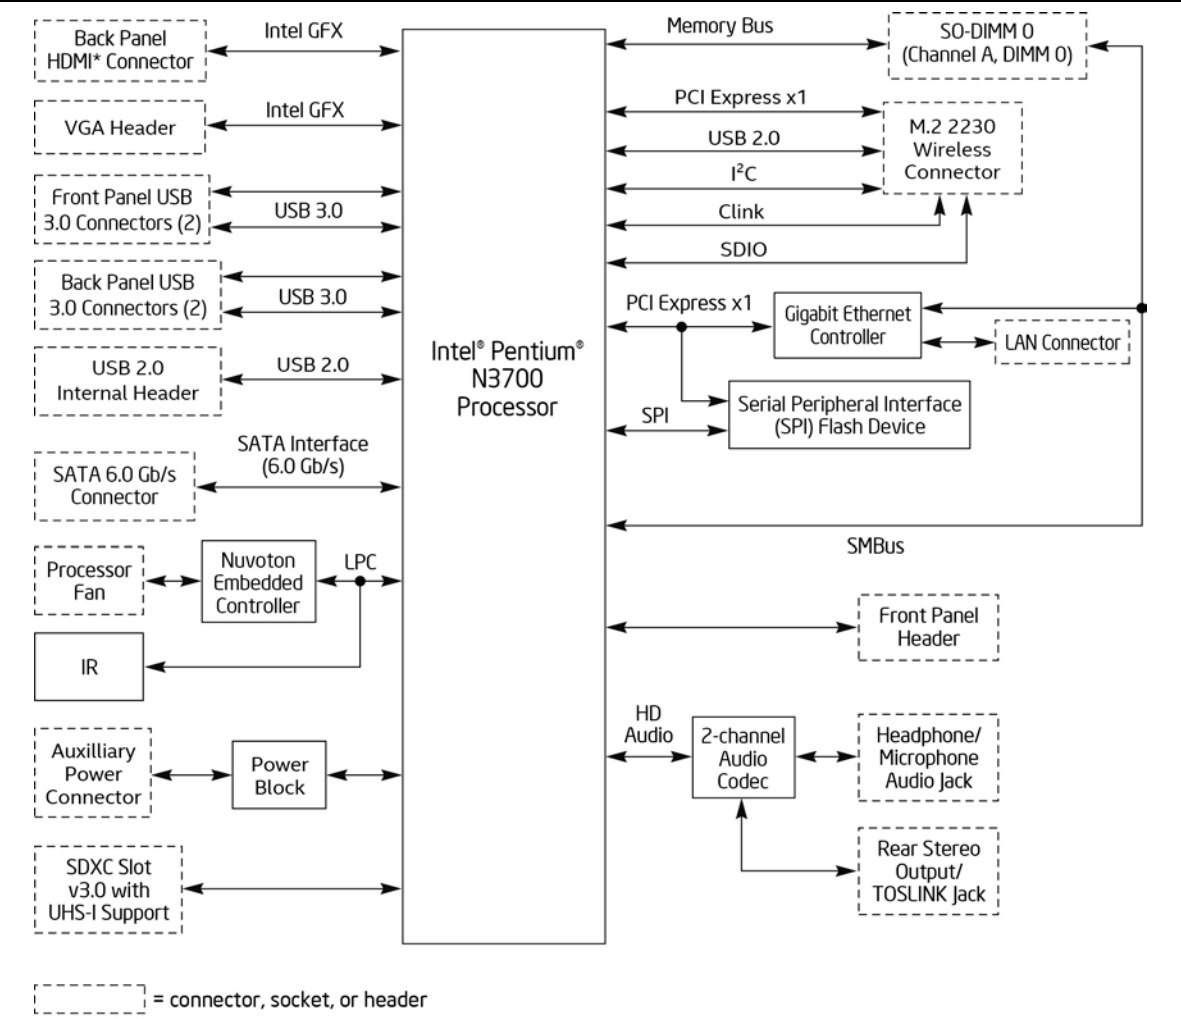 Back Panel
HDMI* Connector
Intel GFX
VGA Header
Intel GFX
Front Panel USB
3.0 Connectors (2)
USB 3.0
Back Panel USB
3.0 Connectors (2)
USB 3.0
USB 2.0
Internal Header
USB 2.0
SATA 6.0 Gb/s
Connector
SATA Interface
(6.0 Gb/s)
Processor
Fan
Nuvoton
Embedded
Controller
LPC
IR
Auxilliary
Power
Connector
Power
Block
SDXC Slot
v3.0 with
UHS-I Support
Intel® Pentium®
N3700
Processor
Memory Bus
SO-DIMM 0
(Channel A, DIMM 0)
PCI Express x1
USB 2.0
I²C
Clink
SDIO
M.2 2230
Wireless
Connector
PCI Express x1
Gigabit Ethernet
Controller
LAN Connector
SPI
Serial Peripheral Interface
(SPI) Flash Device
SMBus
Front Panel
Header
HD
Audio
2-channel
Audio
Codec
Headphone/
Microphone
Audio Jack
Rear Stereo
Output/
TOSLINK Jack
= connector, socket, or header